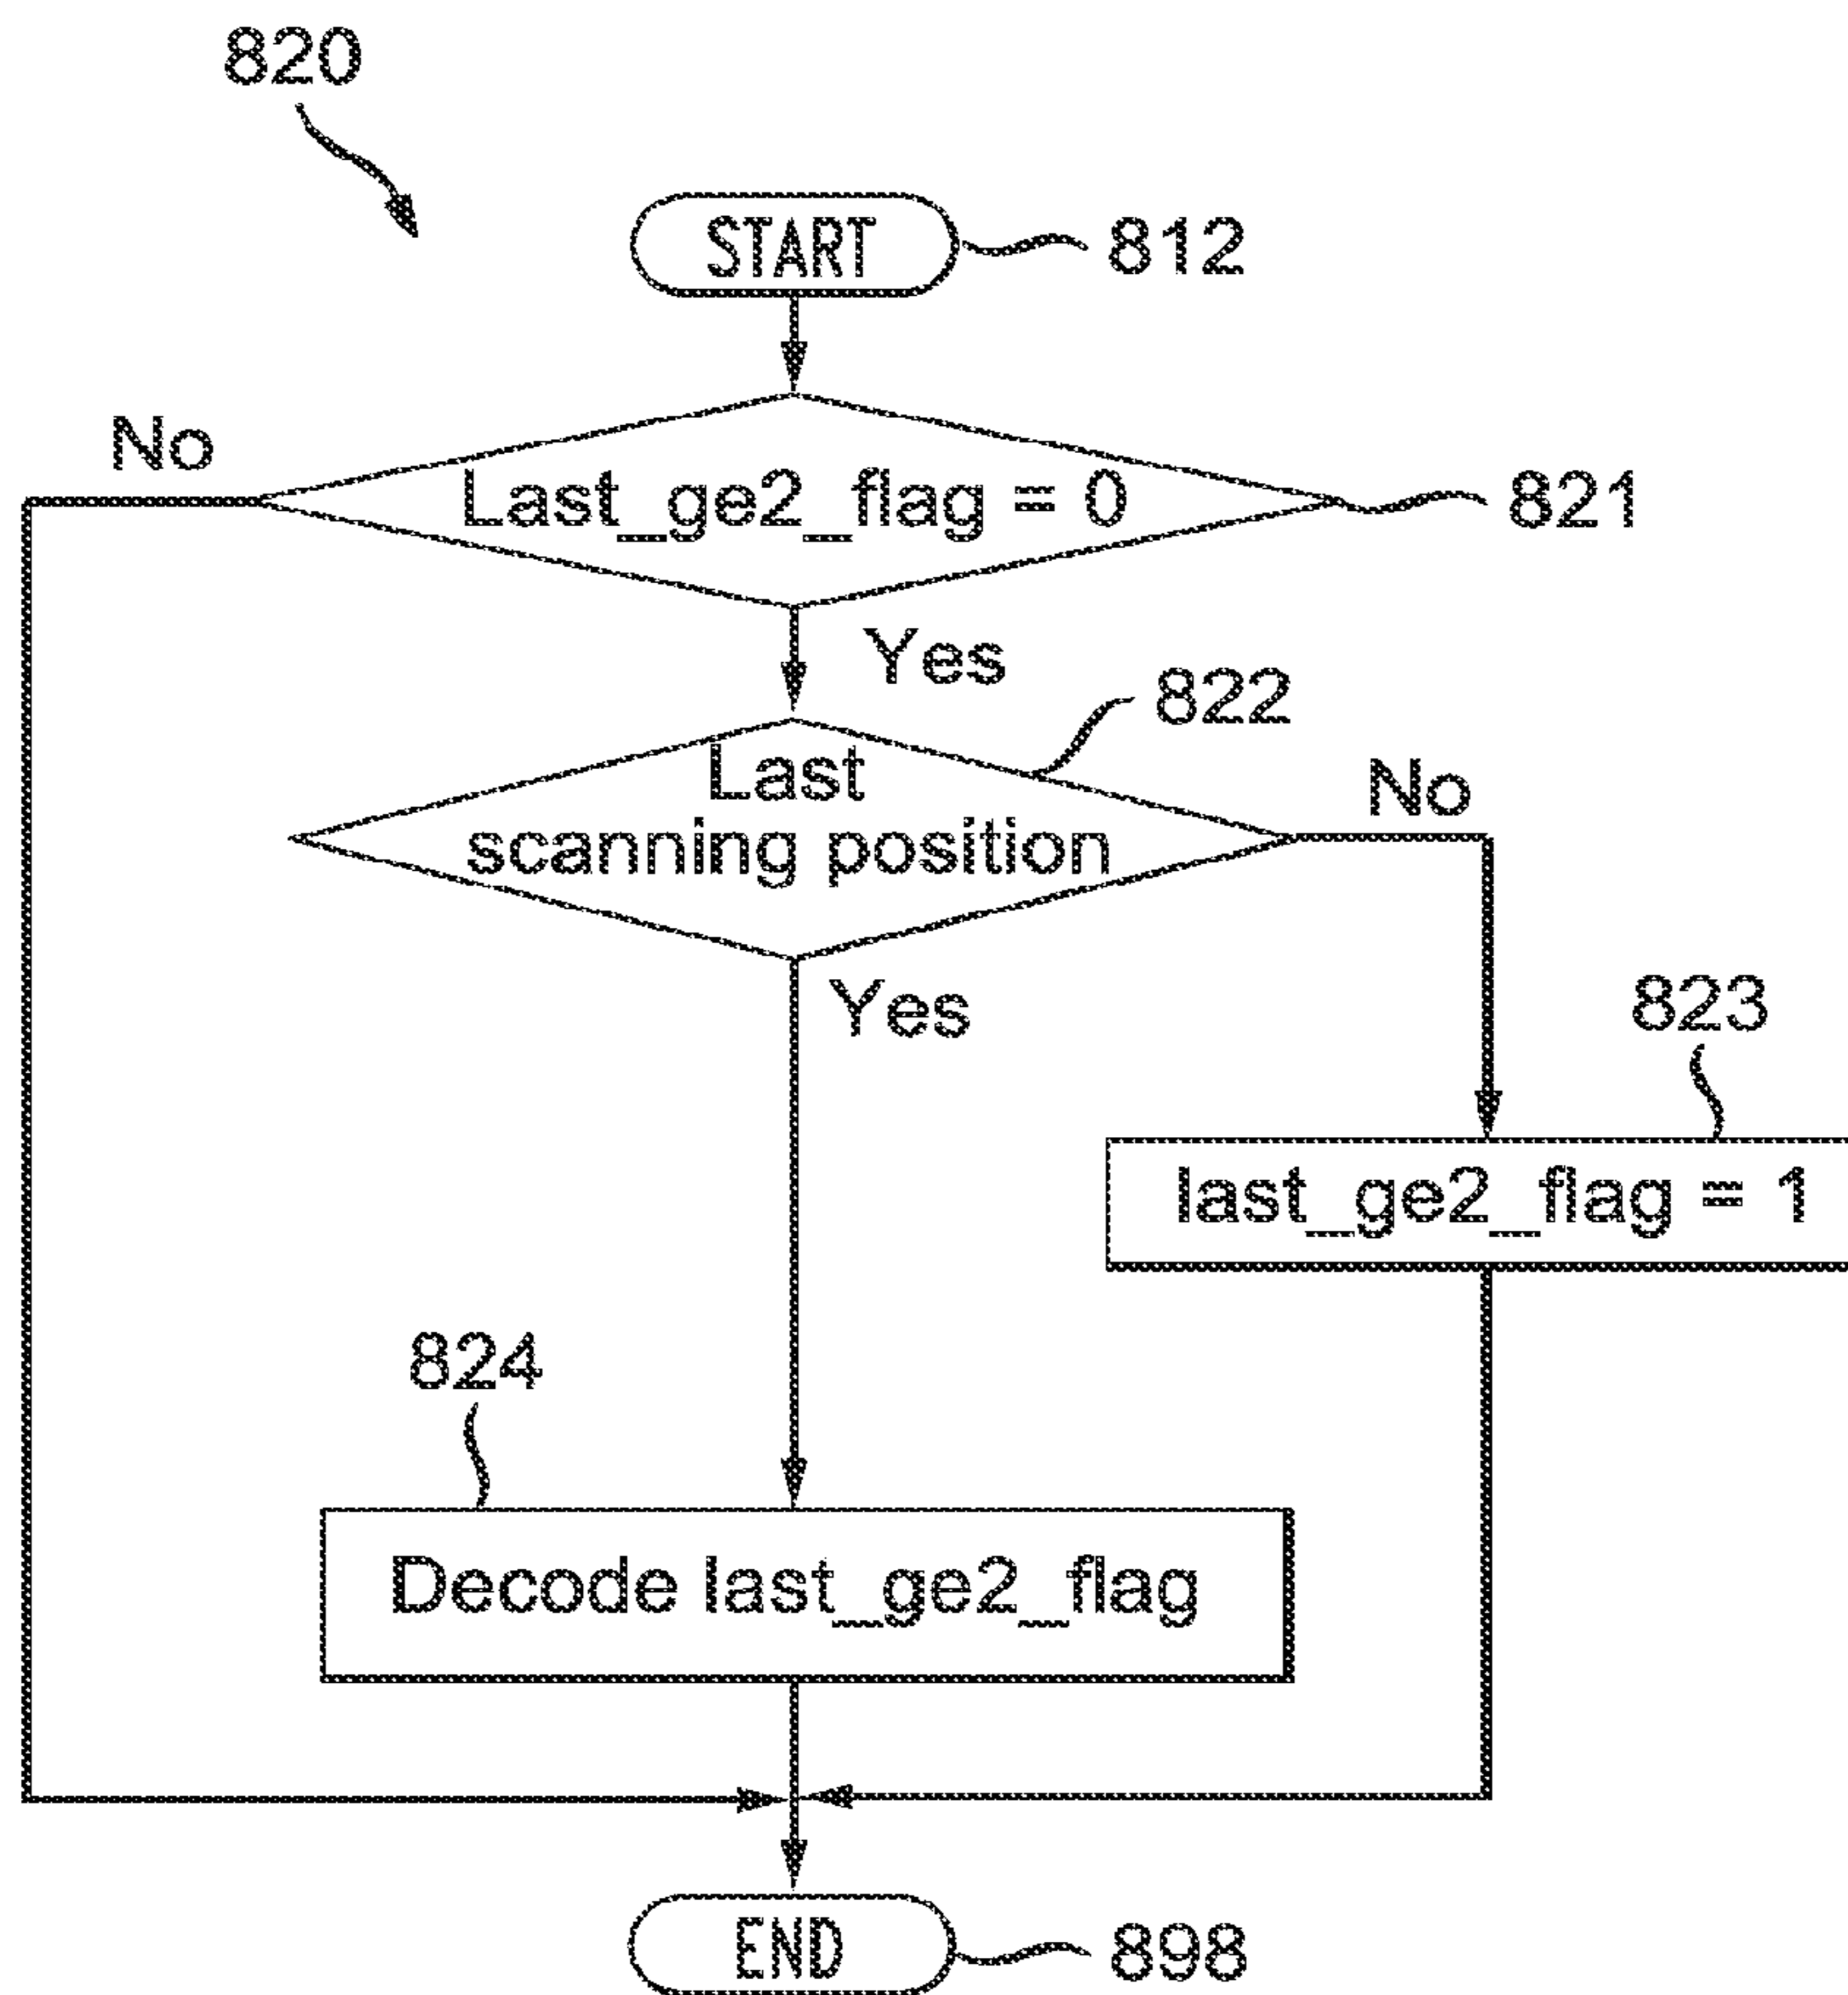 820
START
812
No
Last_ge2_flag = 0
821
Yes
822
Last
scanning position
No
Yes
823
last_ge2_flag = 1
824
Decode last_ge2_flag
END
898